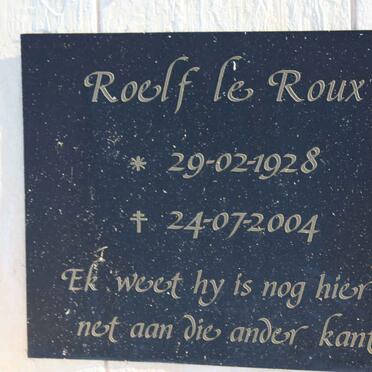 Roelf le Roux
* 29-02-1928
† 24-07-2004
Ek weet hy is nog hier
net aan die ander kant